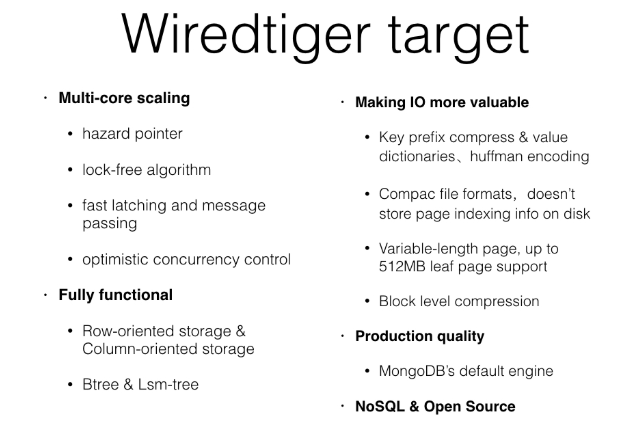 Wiredtiger target
· Multi-core scaling
• hazard pointer
• lock-free algorithm
• fast latching and message
passing
• optimistic concurrency control
· Fully functional
• Row-oriented storage &
Column-oriented storage
• Btree & Lsm-tree
· Making IO more valuable
• Key prefix compress & value
dictionaries、huffman encoding
• Compac file formats，doesn't
store page indexing info on disk
• Variable-length page, up to
512MB leaf page support
• Block level compression
· Production quality
• MongoDB's default engine
· NoSQL & Open Source